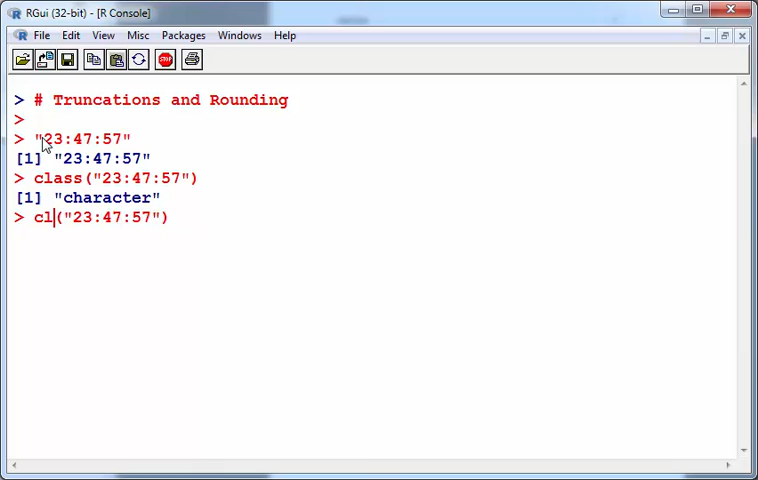 RGui (32-bit) - [R Console]
File Edit View Misc Packages Windows Help
STOP
> # Truncations and Rounding
>
> "23:47:57"
[1] "23:47:57"
> class("23:47:57")
[1] "character"
> cl("23:47:57")